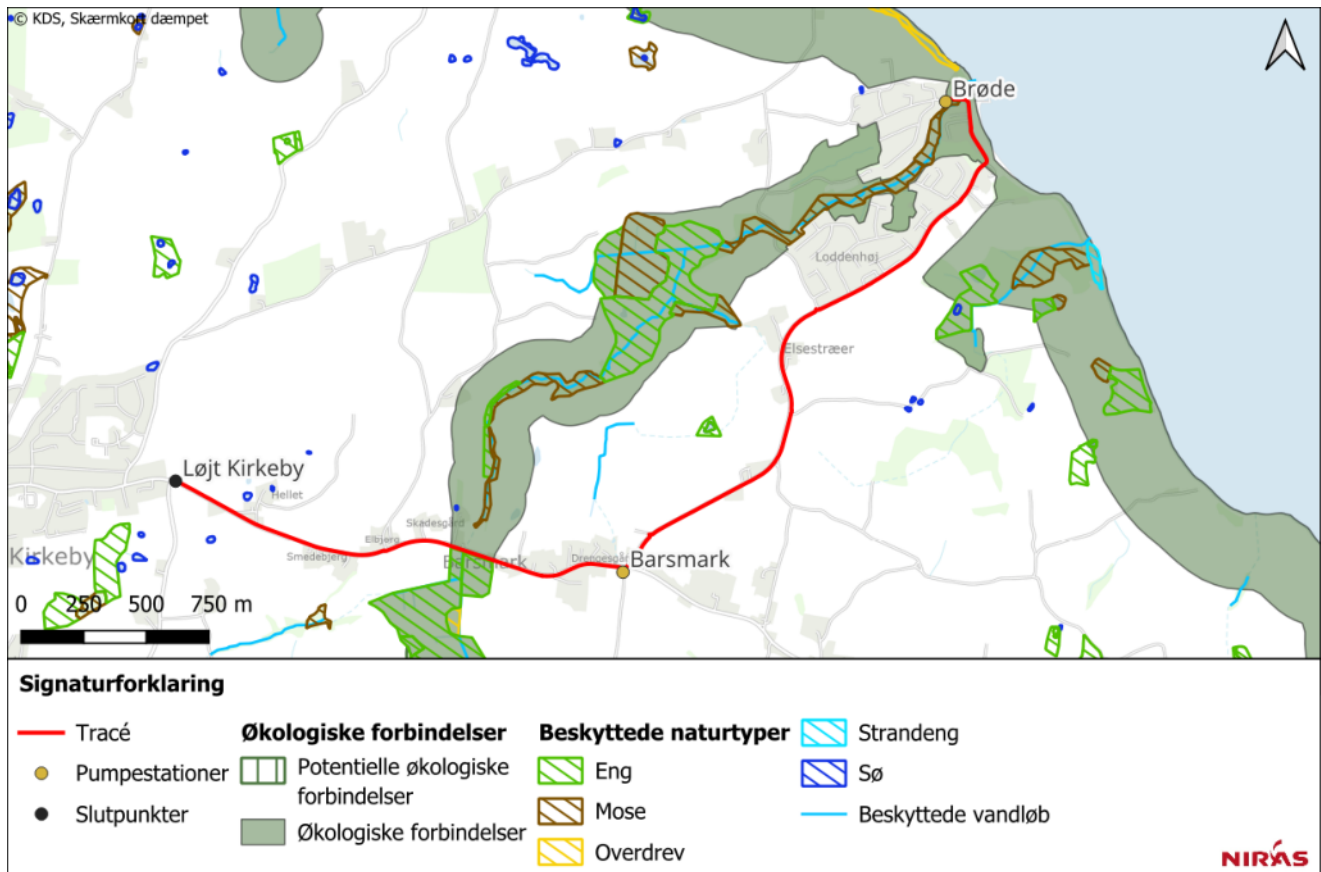 © KDS, Skærmkort dæmpet
Brøde
Loddenhøj
Elsestræer
Løjt Kirkeby
Hellet
Skadesgård
Elbjerg
Smedebjerg
Kirkeby
Barsmark
Drengesgår
Barsmark
0 250 500 750 m
Signaturforklaring
Tracé
Pumpestationer
Slutpunkter
Økologiske forbindelser
Potentielle økologiske
forbindelser
Økologiske forbindelser
Beskyttede naturtyper
Eng
Mose
Overdrev
Strandeng
Sø
Beskyttede vandløb
NIRAS